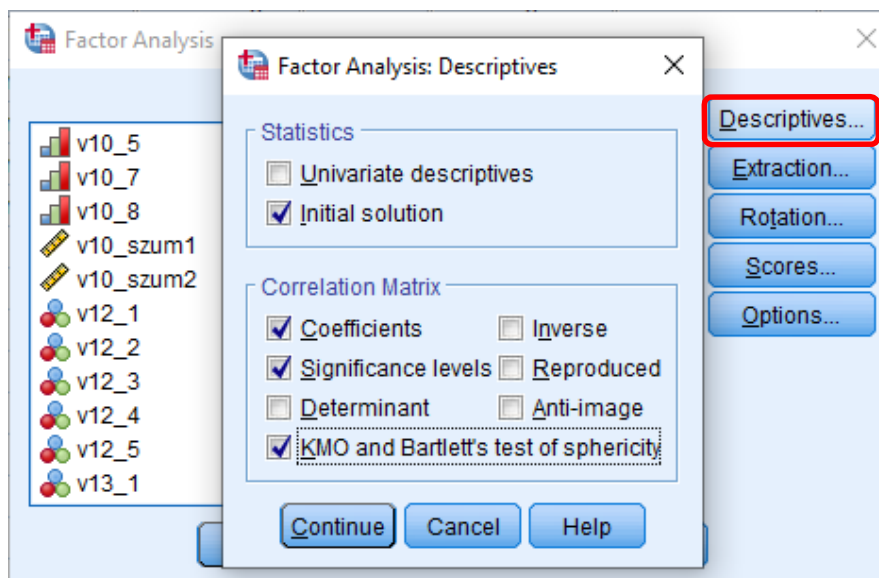 Factor Analysis
Factor Analysis: Descriptives
v10_5
v10_7
v10_8
v10_szum1
v10_szum2
v12_1
v12_2
v12_3
v12_4
v12_5
v13_1
Statistics
Univariate descriptives
Initial solution
Correlation Matrix
Coefficients Inverse
Significance levels Reproduced
Determinant Anti-image
KMO and Bartlett's test of sphericity
Continue Cancel Help
Descriptives...
Extraction...
Rotation...
Scores...
Options...